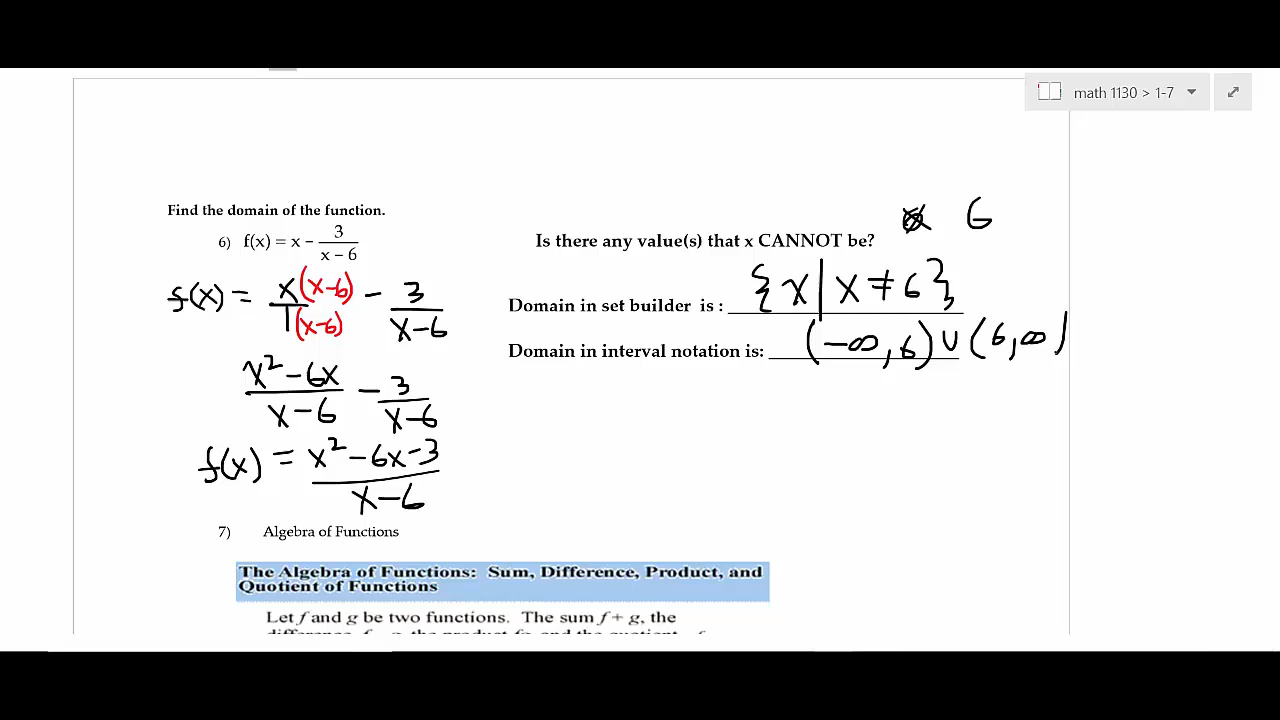 math 1130 > 1-7
Find the domain of the function.
6) f(x) = x - 3/(x - 6)
Is there any value(s) that x CANNOT be? 6
f(x) = x(x-6)/1(x-6) - 3/(x-6)
Domain in set builder is : {x | x ≠ 6}
Domain in interval notation is: (-∞, 6) ∪ (6, ∞)
(x² - 6x)/(x - 6) - 3/(x - 6)
f(x) = (x² - 6x - 3)/(x - 6)
7) Algebra of Functions
The Algebra of Functions: Sum, Difference, Product, and
Quotient of Functions
Let f and g be two functions. The sum f + g, the